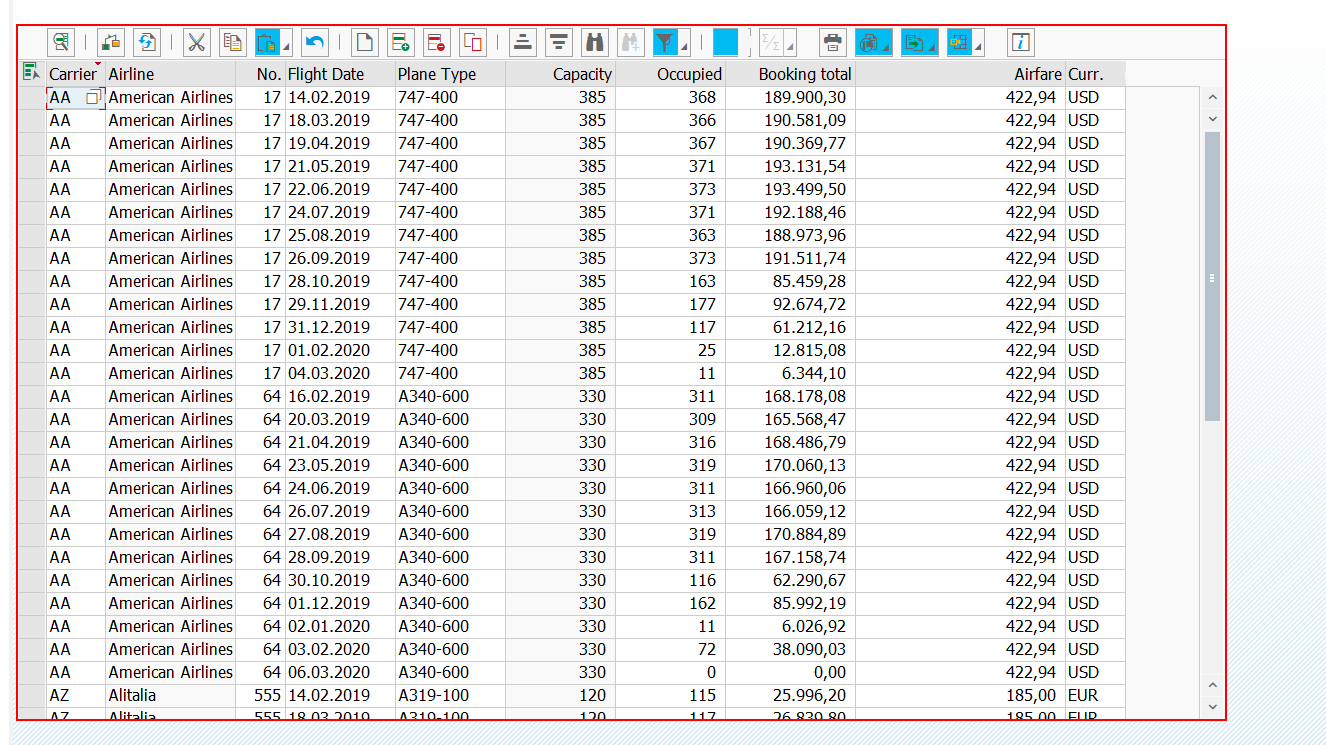 Carrier Airline No. Flight Date Plane Type Capacity Occupied Booking total Airfare Curr.
AA American Airlines 17 14.02.2019 747-400 385 368 189.900,30 422,94 USD
AA American Airlines 17 18.03.2019 747-400 385 366 190.581,09 422,94 USD
AA American Airlines 17 19.04.2019 747-400 385 367 190.369,77 422,94 USD
AA American Airlines 17 21.05.2019 747-400 385 371 193.131,54 422,94 USD
AA American Airlines 17 22.06.2019 747-400 385 373 193.499,50 422,94 USD
AA American Airlines 17 24.07.2019 747-400 385 371 192.188,46 422,94 USD
AA American Airlines 17 25.08.2019 747-400 385 363 188.973,96 422,94 USD
AA American Airlines 17 26.09.2019 747-400 385 373 191.511,74 422,94 USD
AA American Airlines 17 28.10.2019 747-400 385 163 85.459,28 422,94 USD
AA American Airlines 17 29.11.2019 747-400 385 177 92.674,72 422,94 USD
AA American Airlines 17 31.12.2019 747-400 385 117 61.212,16 422,94 USD
AA American Airlines 17 01.02.2020 747-400 385 25 12.815,08 422,94 USD
AA American Airlines 17 04.03.2020 747-400 385 11 6.344,10 422,94 USD
AA American Airlines 64 16.02.2019 A340-600 330 311 168.178,08 422,94 USD
AA American Airlines 64 20.03.2019 A340-600 330 309 165.568,47 422,94 USD
AA American Airlines 64 21.04.2019 A340-600 330 316 168.486,79 422,94 USD
AA American Airlines 64 23.05.2019 A340-600 330 319 170.060,13 422,94 USD
AA American Airlines 64 24.06.2019 A340-600 330 311 166.960,06 422,94 USD
AA American Airlines 64 26.07.2019 A340-600 330 313 166.059,12 422,94 USD
AA American Airlines 64 27.08.2019 A340-600 330 319 170.884,89 422,94 USD
AA American Airlines 64 28.09.2019 A340-600 330 311 167.158,74 422,94 USD
AA American Airlines 64 30.10.2019 A340-600 330 116 62.290,67 422,94 USD
AA American Airlines 64 01.12.2019 A340-600 330 162 85.992,19 422,94 USD
AA American Airlines 64 02.01.2020 A340-600 330 11 6.026,92 422,94 USD
AA American Airlines 64 03.02.2020 A340-600 330 72 38.090,03 422,94 USD
AA American Airlines 64 06.03.2020 A340-600 330 0 0,00 422,94 USD
AZ Alitalia 555 14.02.2019 A319-100 120 115 25.996,20 185,00 EUR
AZ Alitalia 555 18.03.2019 A319-100 120 117 26.839,80 185,00 EUR